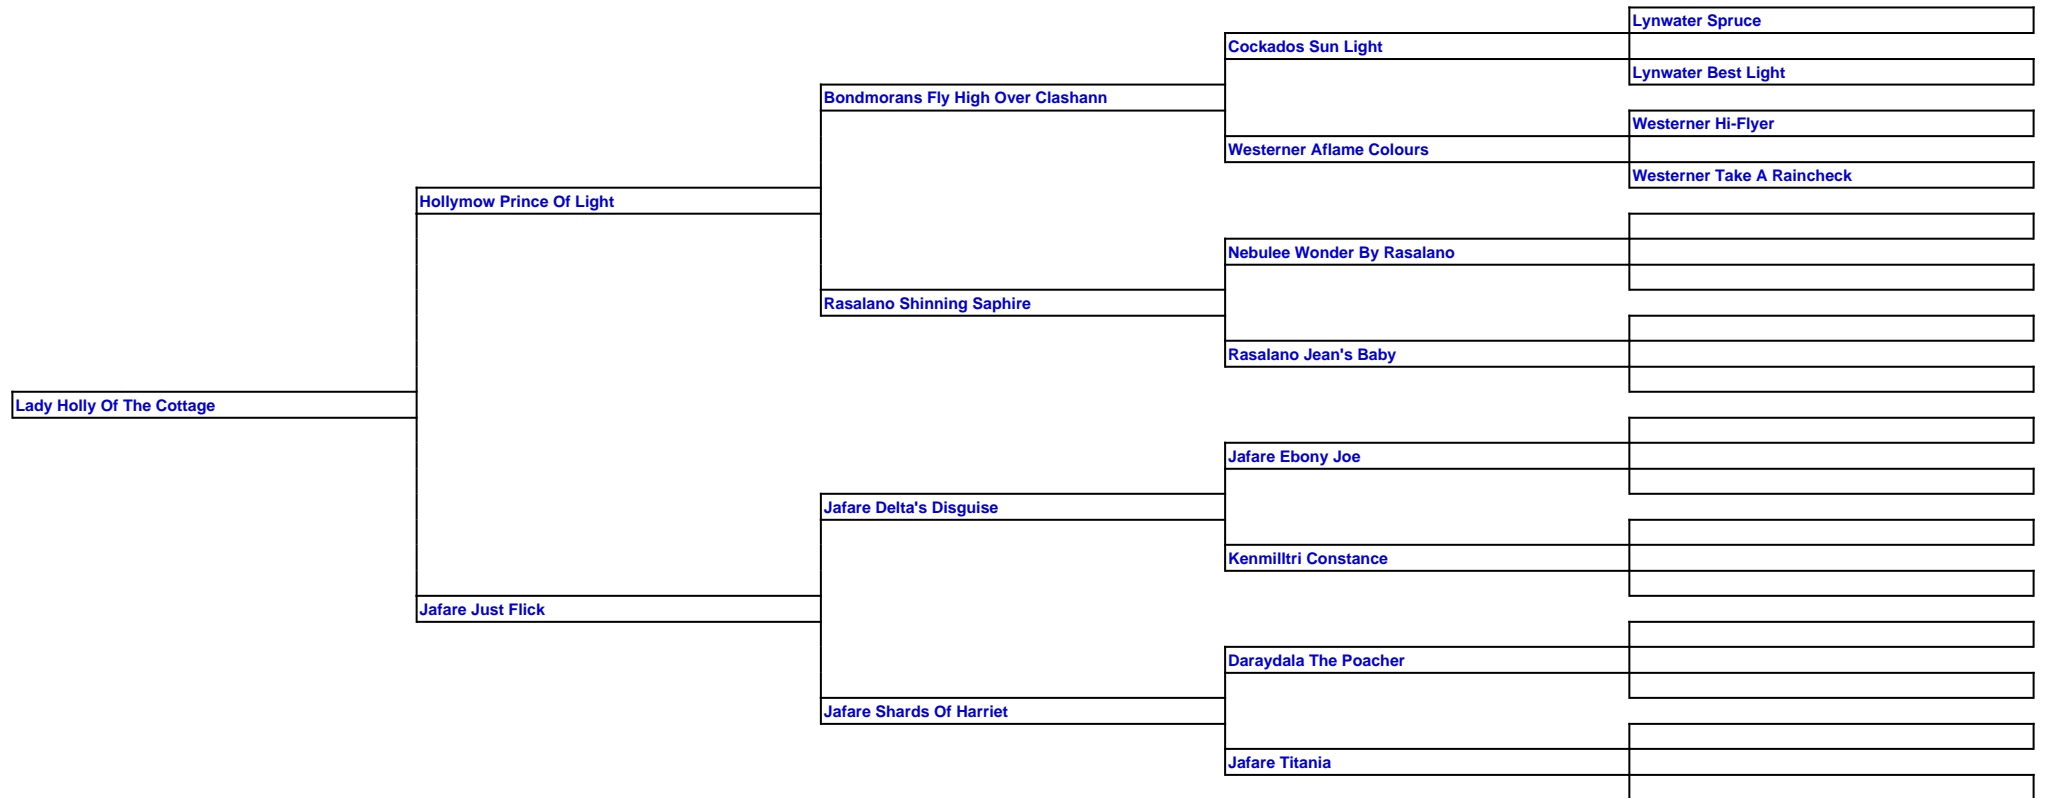 Lynwater Spruce
Cockados Sun Light
Lynwater Best Light
Bondmorans Fly High Over Clashann
Westerner Hi-Flyer
Westerner Aflame Colours
Westerner Take A Raincheck
Hollymow Prince Of Light
Nebulee Wonder By Rasalano
Rasalano Shinning Saphire
Rasalano Jean's Baby
Lady Holly Of The Cottage
Jafare Ebony Joe
Jafare Delta's Disguise
Kenmilltri Constance
Jafare Just Flick
Daraydala The Poacher
Jafare Shards Of Harriet
Jafare Titania